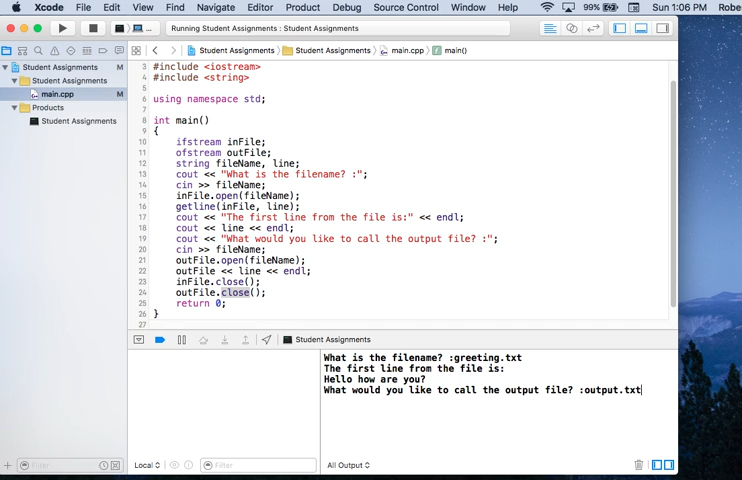 Xcode File Edit View Find Navigate Editor Product Debug Source Control Window Help 99% Sun 1:06 PM Robe
Running Student Assignments : Student Assignments
Student Assignments Student Assignments main.cpp main()
Student Assignments M
Student Assignments
main.cpp M
Products
Student Assignments
3 #include <iostream>
4 #include <string>
5
6 using namespace std;
7
8 int main()
9 {
10 ifstream inFile;
11 ofstream outFile;
12 string fileName, line;
13 cout << "What is the filename? :";
14 cin >> fileName;
15 inFile.open(fileName);
16 getline(inFile, line);
17 cout << "The first line from the file is:" << endl;
18 cout << line << endl;
19 cout << "What would you like to call the output file? :";
20 cin >> fileName;
21 outFile.open(fileName);
22 outFile << line << endl;
23 inFile.close();
24 outFile.close();
25 return 0;
26 }
27
Student Assignments
What is the filename? :greeting.txt
The first line from the file is:
Hello how are you?
What would you like to call the output file? :output.txt
Filter
Local
Filter
All Output